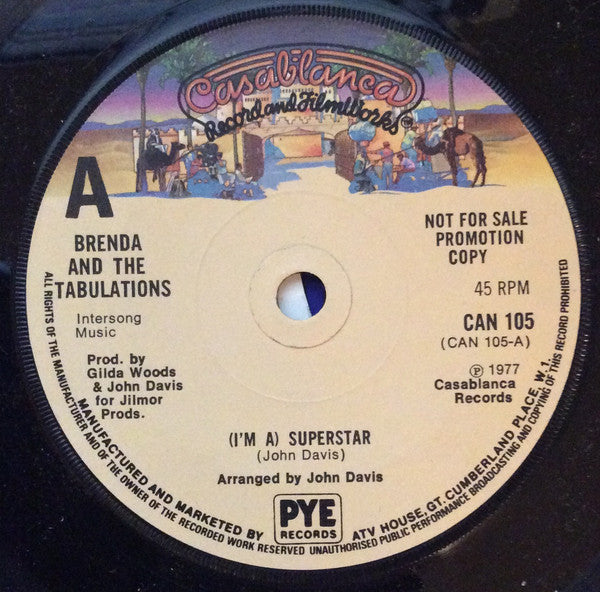 Casablanca
Record and FilmWorks
A
BRENDA
AND THE
TABULATIONS
Intersong
Music
Prod. by
Gilda Woods
& John Davis
for Jilmor
Prods.
NOT FOR SALE
PROMOTION
COPY
45 RPM
CAN 105
(CAN 105-A)
℗ 1977
Casablanca
Records
(I'M A) SUPERSTAR
(John Davis)
Arranged by John Davis
PYE
RECORDS
MANUFACTURED AND MARKETED BY
ATV HOUSE, GT. CUMBERLAND PLACE, W.1.
ALL RIGHTS OF THE MANUFACTURER AND OF THE OWNER OF THE RECORDED WORK RESERVED UNAUTHORISED PUBLIC PERFORMANCE BROADCASTING AND COPYING OF THIS RECORD PROHIBITED